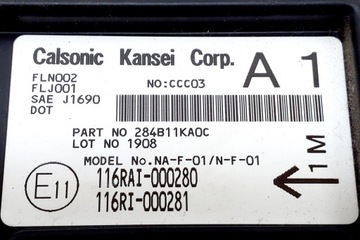 Calsonic Kansei Corp. A 1
FLN002
FLJ001 NO:CCC03
SAE J1690
DOT
PART NO 284B11KA0C
LOT NO 1908
MODEL No.NA-F-01/N-F-01
E11 116RAI-000280
116RI-000281
1M